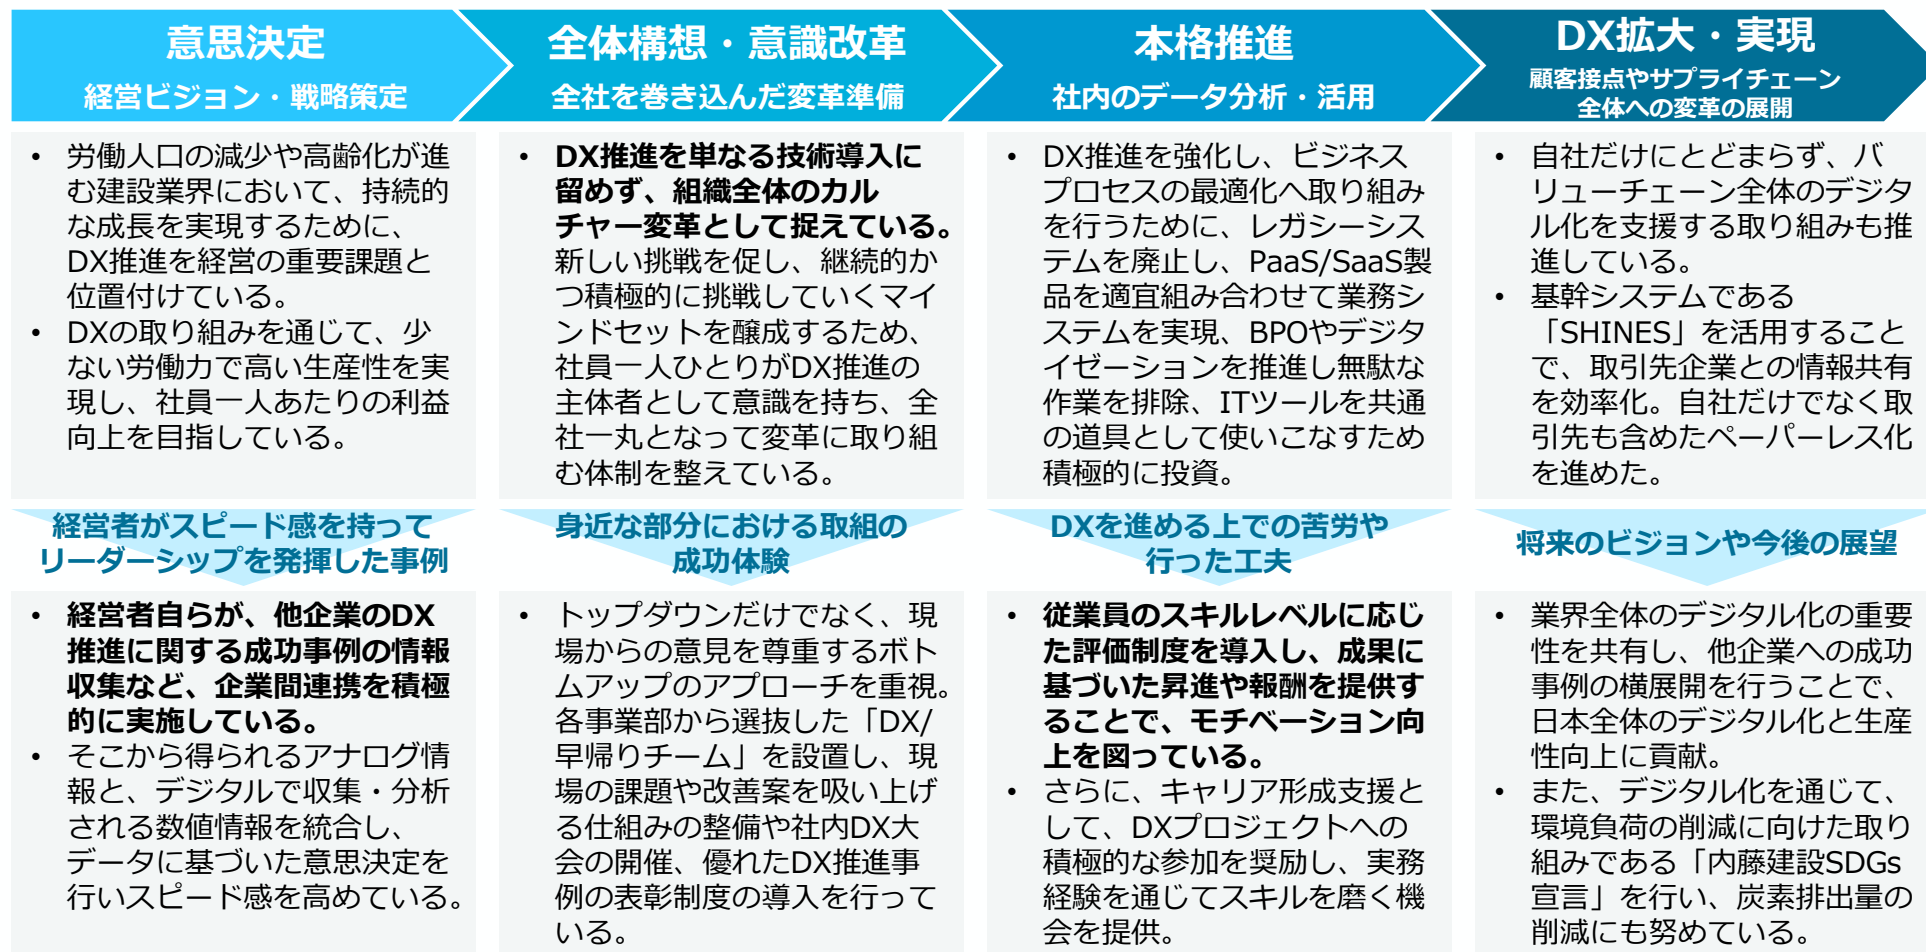 意思決定
経営ビジョン・戦略策定
全体構想・意識改革
全社を巻き込んだ変革準備
本格推進
社内のデータ分析・活用
DX拡大・実現
顧客接点やサプライチェーン
全体への変革の展開
• 労働人口の減少や高齢化が進
む建設業界において、持続的
な成長を実現するために、
DX推進を経営の重要課題と
位置付けている。
• DXの取り組みを通じて、少
ない労働力で高い生産性を実
現し、社員一人あたりの利益
向上を目指している。
• DX推進を単なる技術導入に
留めず、組織全体のカル
チャー変革として捉えている。
新しい挑戦を促し、継続的か
つ積極的に挑戦していくマイ
ンドセットを醸成するため、
社員一人ひとりがDX推進の
主体者として意識を持ち、全
社一丸となって変革に取り組
む体制を整えている。
• DX推進を強化し、ビジネス
プロセスの最適化へ取り組み
を行うために、レガシーシス
テムを廃止し、PaaS/SaaS製
品を適宜組み合わせて業務シ
ステムを実現、BPOやデジタ
イゼーションを推進し無駄な
作業を排除、ITツールを共通
の道具として使いこなすため
積極的に投資。
• 自社だけにとどまらず、バ
リューチェーン全体のデジタ
ル化を支援する取り組みも推
進している。
• 基幹システムである
「SHINES」を活用すること
で、取引先企業との情報共有
を効率化。自社だけでなく取
引先も含めたペーパーレス化
を進めた。
経営者がスピード感を持って
リーダーシップを発揮した事例
身近な部分における取組の
成功体験
DXを進める上での苦労や
行った工夫
将来のビジョンや今後の展望
• 経営者自らが、他企業のDX
推進に関する成功事例の情報
収集など、企業間連携を積極
的に実施している。
• そこから得られるアナログ情
報と、デジタルで収集・分析
される数値情報を統合し、
データに基づいた意思決定を
行いスピード感を高めている。
• トップダウンだけでなく、現
場からの意見を尊重するボト
ムアップのアプローチを重視。
各事業部から選抜した「DX/
早帰りチーム」を設置し、現
場の課題や改善案を吸い上げ
る仕組みの整備や社内DX大
会の開催、優れたDX推進事
例の表彰制度の導入を行って
いる。
• 従業員のスキルレベルに応じ
た評価制度を導入し、成果に
基づいた昇進や報酬を提供す
ることで、モチベーション向
上を図っている。
• さらに、キャリア形成支援と
して、DXプロジェクトへの
積極的な参加を奨励し、実務
経験を通じてスキルを磨く機
会を提供。
• 業界全体のデジタル化の重要
性を共有し、他企業への成功
事例の横展開を行うことで、
日本全体のデジタル化と生産
性向上に貢献。
• また、デジタル化を通じて、
環境負荷の削減に向けた取り
組みである「内藤建設SDGs
宣言」を行い、炭素排出量の
削減にも努めている。